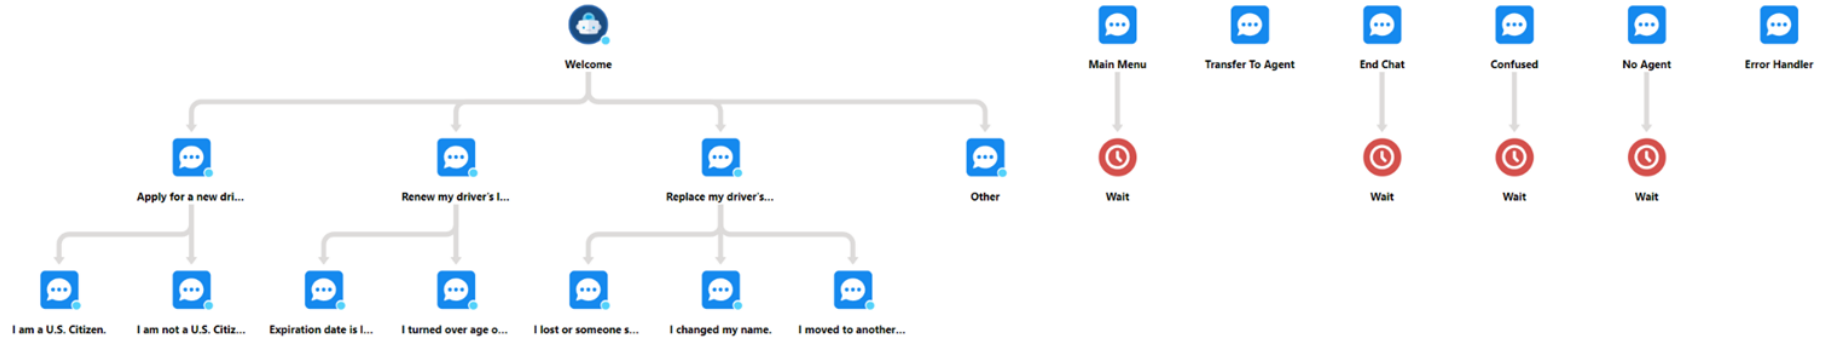 Welcome
Main Menu
Transfer To Agent
End Chat
Confused
No Agent
Error Handler
Apply for a new dri...
Renew my driver's l...
Replace my driver's...
Other
Wait
Wait
Wait
Wait
I am a U.S. Citizen.
I am not a U.S. Citiz...
Expiration date is l...
I turned over age o...
I lost or someone s...
I changed my name.
I moved to another...